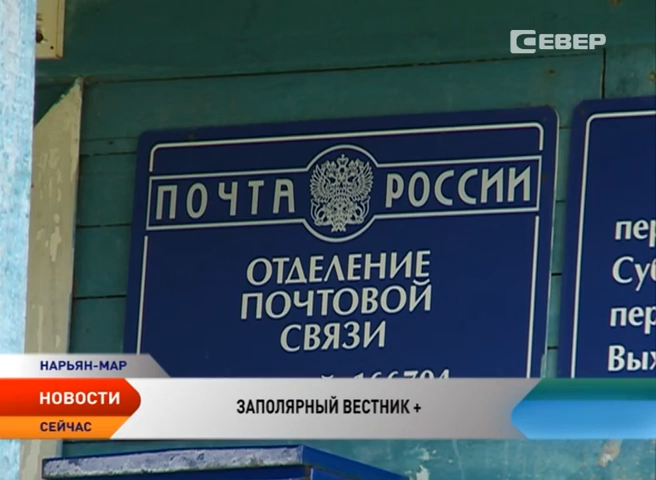 СЕВЕР
ПОЧТА РОССИИ
ОТДЕЛЕНИЕ
ПОЧТОВОЙ
СВЯЗИ
пер
Суб
пер
Вых
НАРЬЯН-МАР
НОВОСТИ
СЕЙЧАС
ЗАПОЛЯРНЫЙ ВЕСТНИК +